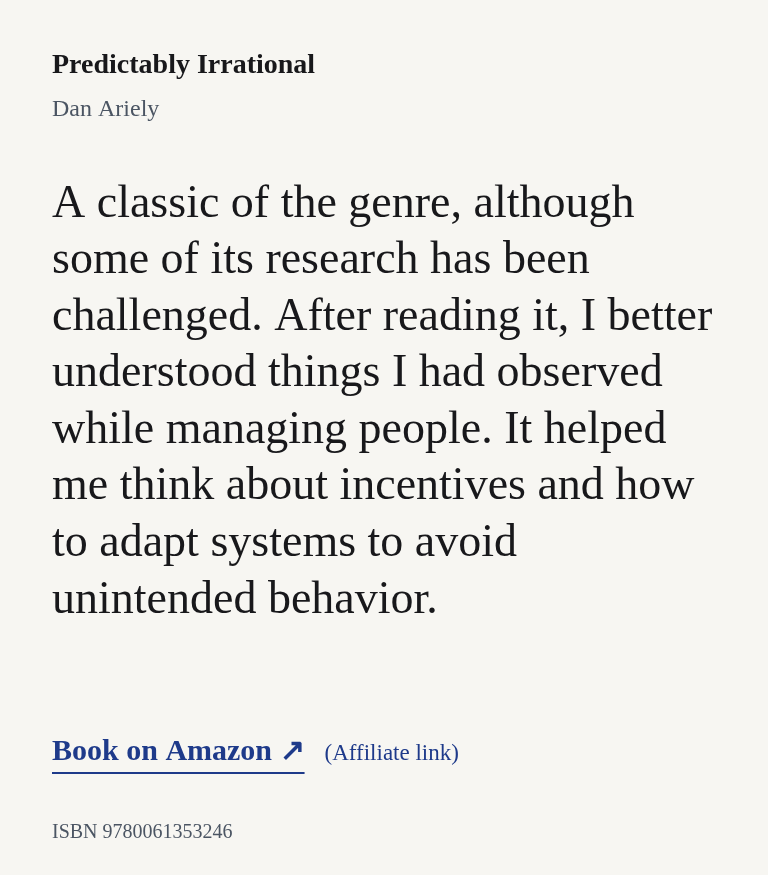 Predictably Irrational
Dan Ariely
A classic of the genre, although
some of its research has been
challenged. After reading it, I better
understood things I had observed
while managing people. It helped
me think about incentives and how
to adapt systems to avoid
unintended behavior.
Book on Amazon ↗ (Affiliate link)
ISBN 9780061353246